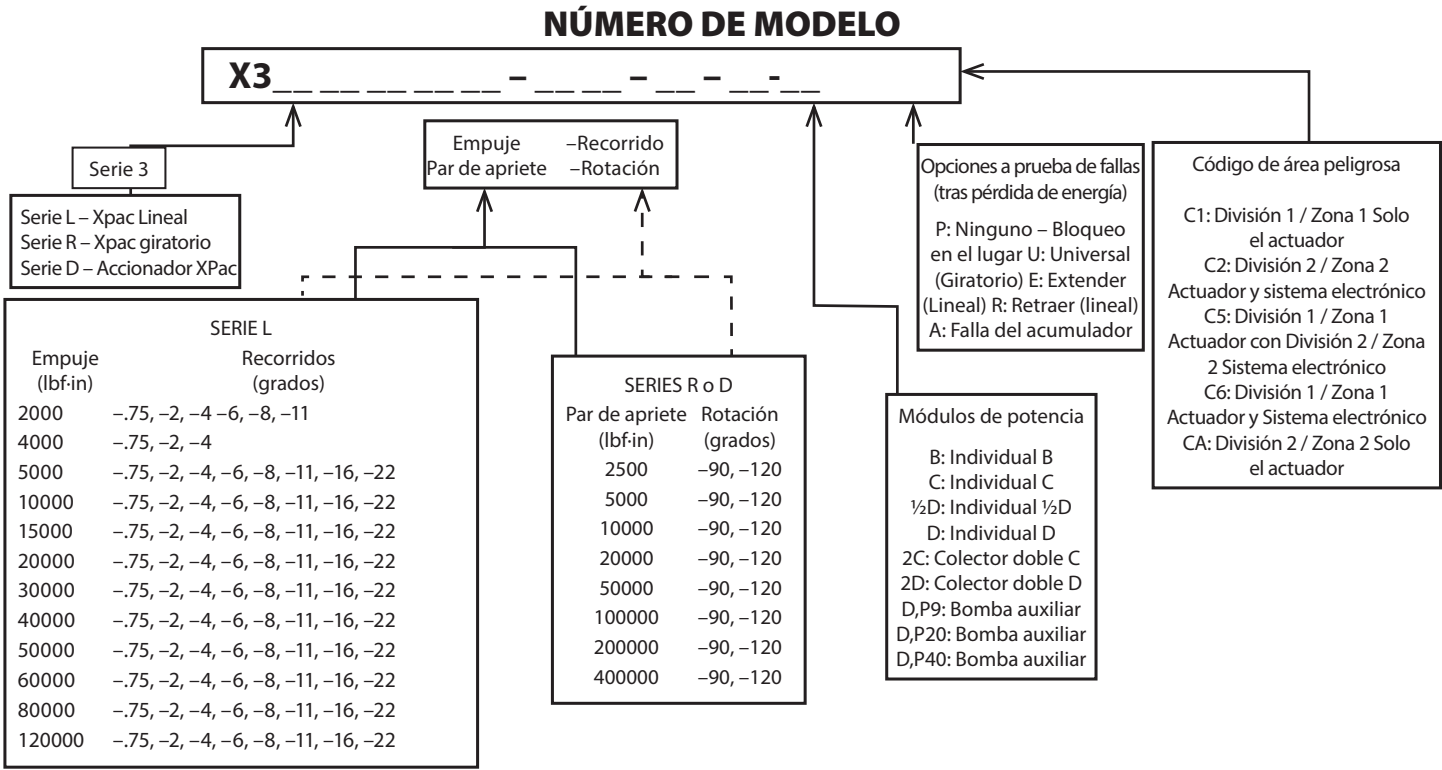 NÚMERO DE MODELO
X3__ __ __ __ __ – __ __ – __ – __-__
Serie 3
Serie L – Xpac Lineal
Serie R – Xpac giratorio
Serie D – Accionador XPac
Empuje –Recorrido
Par de apriete –Rotación
Opciones a prueba de fallas
(tras pérdida de energía)
P: Ninguno – Bloqueo
en el lugar U: Universal
(Giratorio) E: Extender
(Lineal) R: Retraer (lineal)
A: Falla del acumulador
Código de área peligrosa
C1: División 1 / Zona 1 Solo
el actuador
C2: División 2 / Zona 2
Actuador y sistema electrónico
C5: División 1 / Zona 1
Actuador con División 2 / Zona
2 Sistema electrónico
C6: División 1 / Zona 1
Actuador y Sistema electrónico
CA: División 2 / Zona 2 Solo
el actuador
SERIE L
Empuje Recorridos
(lbf·in) (grados)
2000 –.75, –2, –4 –6, –8, –11
4000 –.75, –2, –4
5000 –.75, –2, –4, –6, –8, –11, –16, –22
10000 –.75, –2, –4, –6, –8, –11, –16, –22
15000 –.75, –2, –4, –6, –8, –11, –16, –22
20000 –.75, –2, –4, –6, –8, –11, –16, –22
30000 –.75, –2, –4, –6, –8, –11, –16, –22
40000 –.75, –2, –4, –6, –8, –11, –16, –22
50000 –.75, –2, –4, –6, –8, –11, –16, –22
60000 –.75, –2, –4, –6, –8, –11, –16, –22
80000 –.75, –2, –4, –6, –8, –11, –16, –22
120000 –.75, –2, –4, –6, –8, –11, –16, –22
SERIES R o D
Par de apriete Rotación
(lbf·in) (grados)
2500 –90, –120
5000 –90, –120
10000 –90, –120
20000 –90, –120
50000 –90, –120
100000 –90, –120
200000 –90, –120
400000 –90, –120
Módulos de potencia
B: Individual B
C: Individual C
½D: Individual ½D
D: Individual D
2C: Colector doble C
2D: Colector doble D
D,P9: Bomba auxiliar
D,P20: Bomba auxiliar
D,P40: Bomba auxiliar